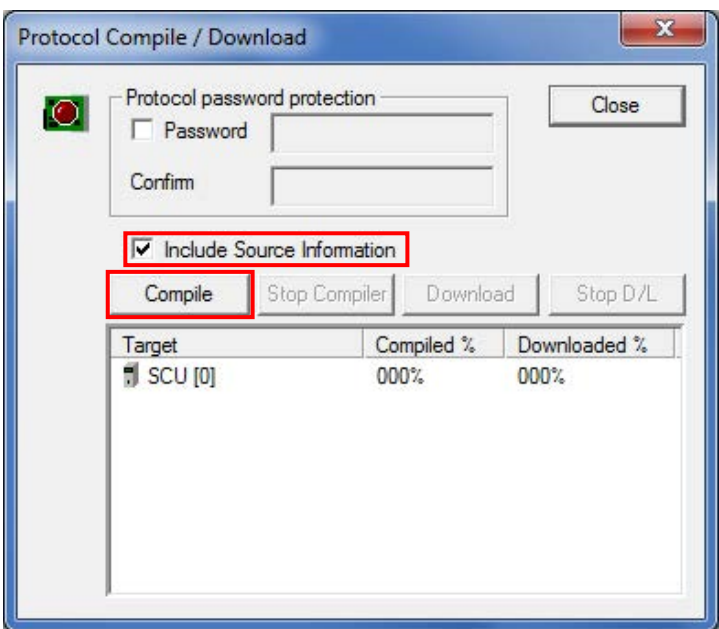 Protocol Compile / Download
Protocol password protection
Close
Password
Confirm
Include Source Information
Compile
Stop Compiler
Download
Stop D/L
Target Compiled % Downloaded %
SCU [0] 000% 000%